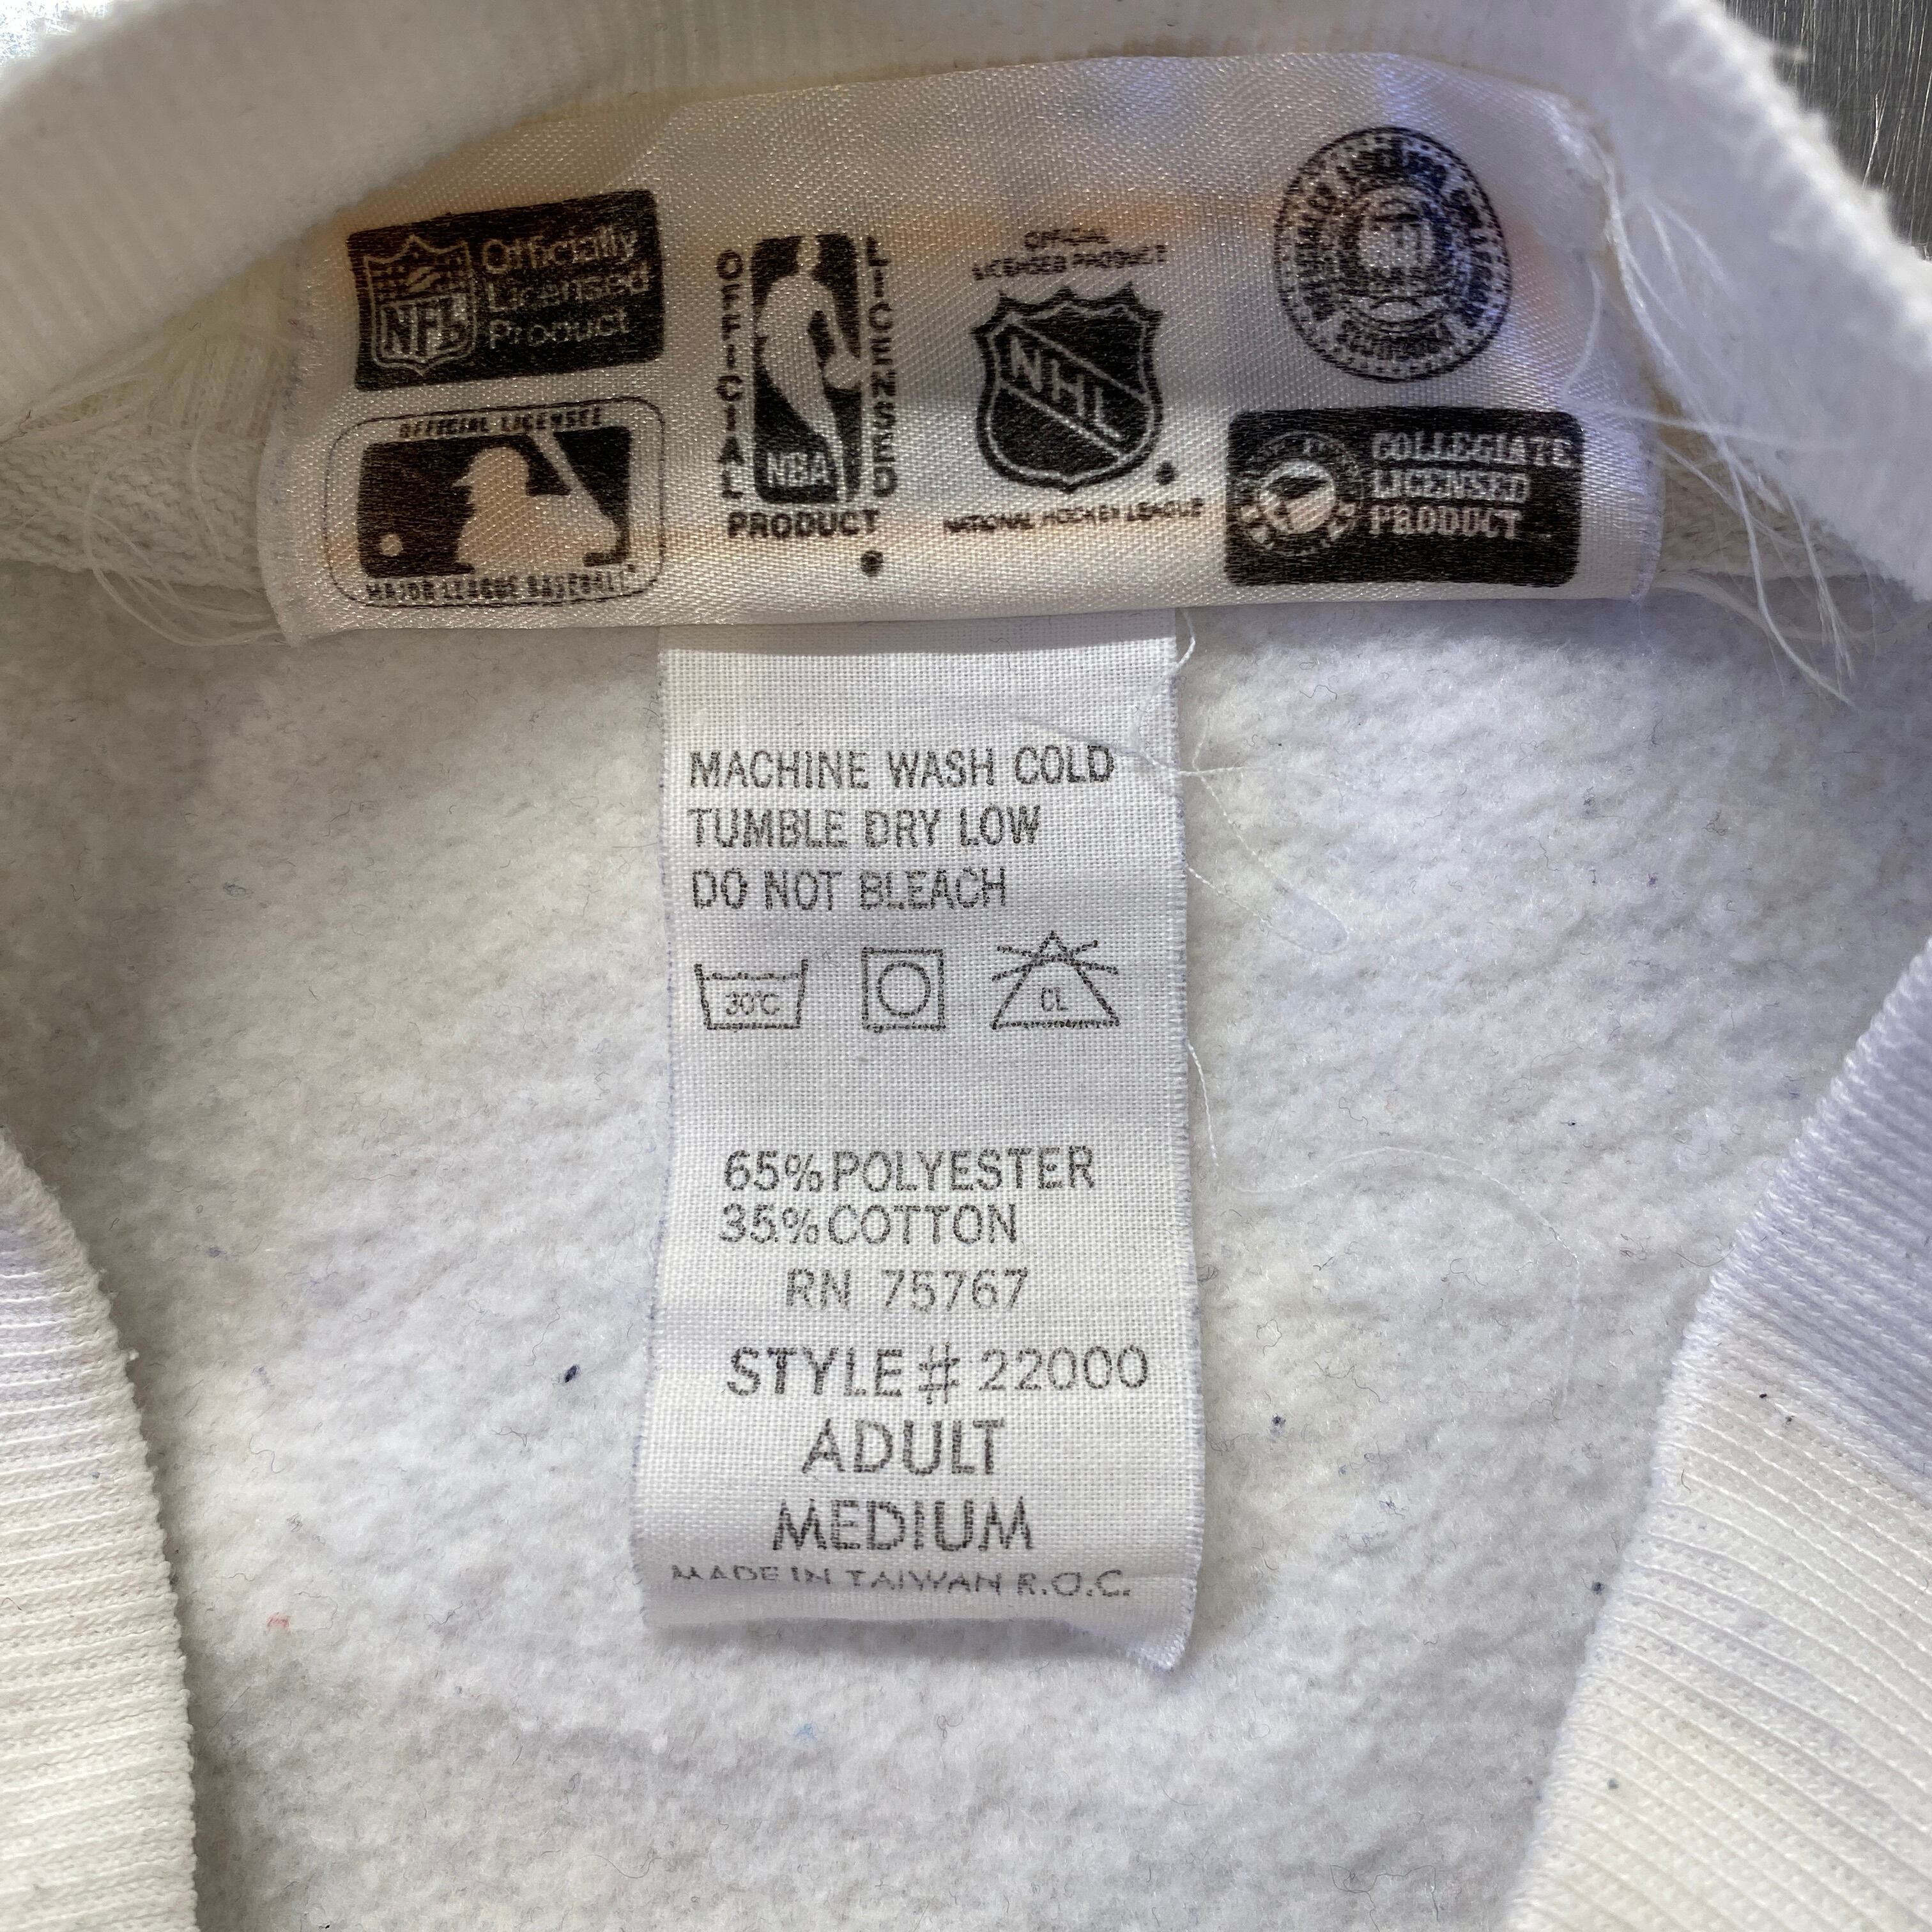 Officially
Licensed
Product
NFL
OFFICIAL LICENSEE
MAJOR LEAGUE BASEBALL
OFFICIAL
LICENSED
NBA
PRODUCT
OFFICIAL
LICENSED PRODUCT
NHL
NATIONAL HOCKEY LEAGUE
COLLEGIATE
LICENSED
PRODUCT
MACHINE WASH COLD
TUMBLE DRY LOW
DO NOT BLEACH
30°C
CL
65% POLYESTER
35% COTTON
RN 75767
STYLE # 22000
ADULT
MEDIUM
MADE IN TAIWAN R.O.C.